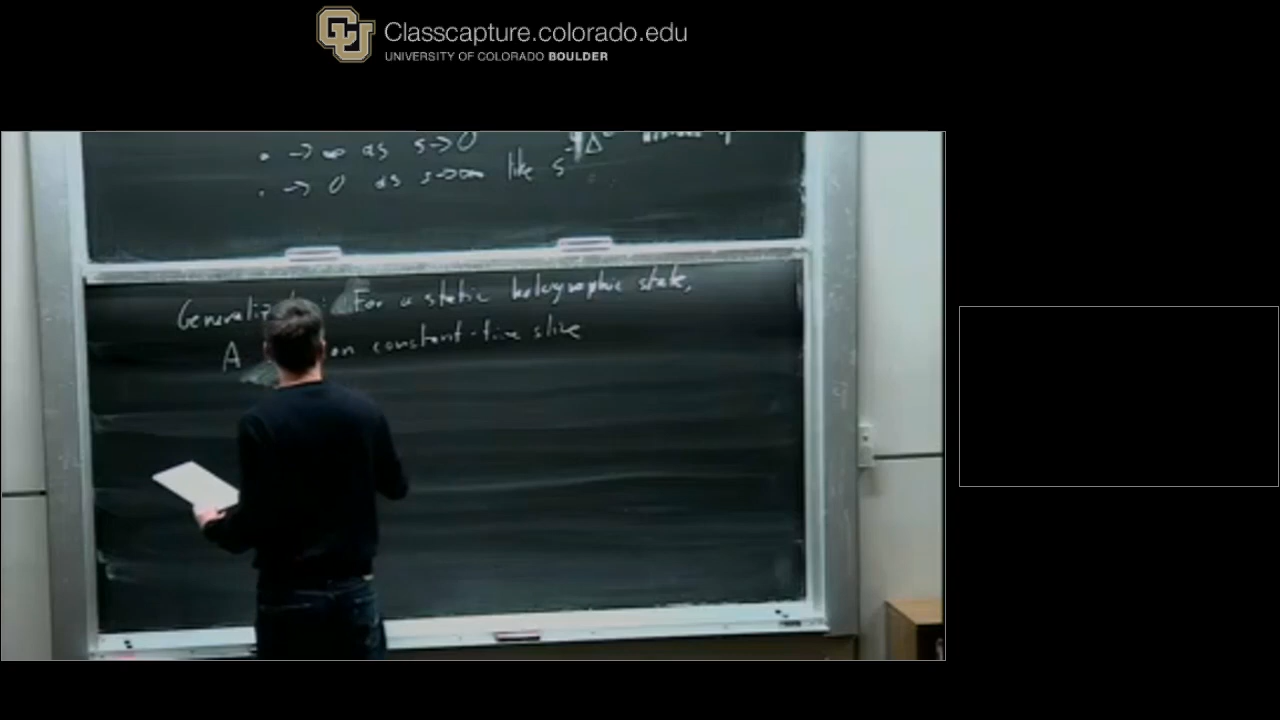 CU Classcapture.colorado.edu
UNIVERSITY OF COLORADO BOULDER
· → ∞ as s→0
· → 0 as s→∞ like s
For a static holographic state,
A on constant-time slice